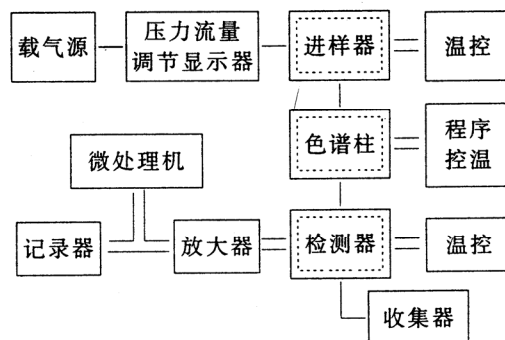 载气源
压力流量
调节显示器
进样器
温控
色谱柱
程序
控温
微处理机
记录器
放大器
检测器
温控
收集器